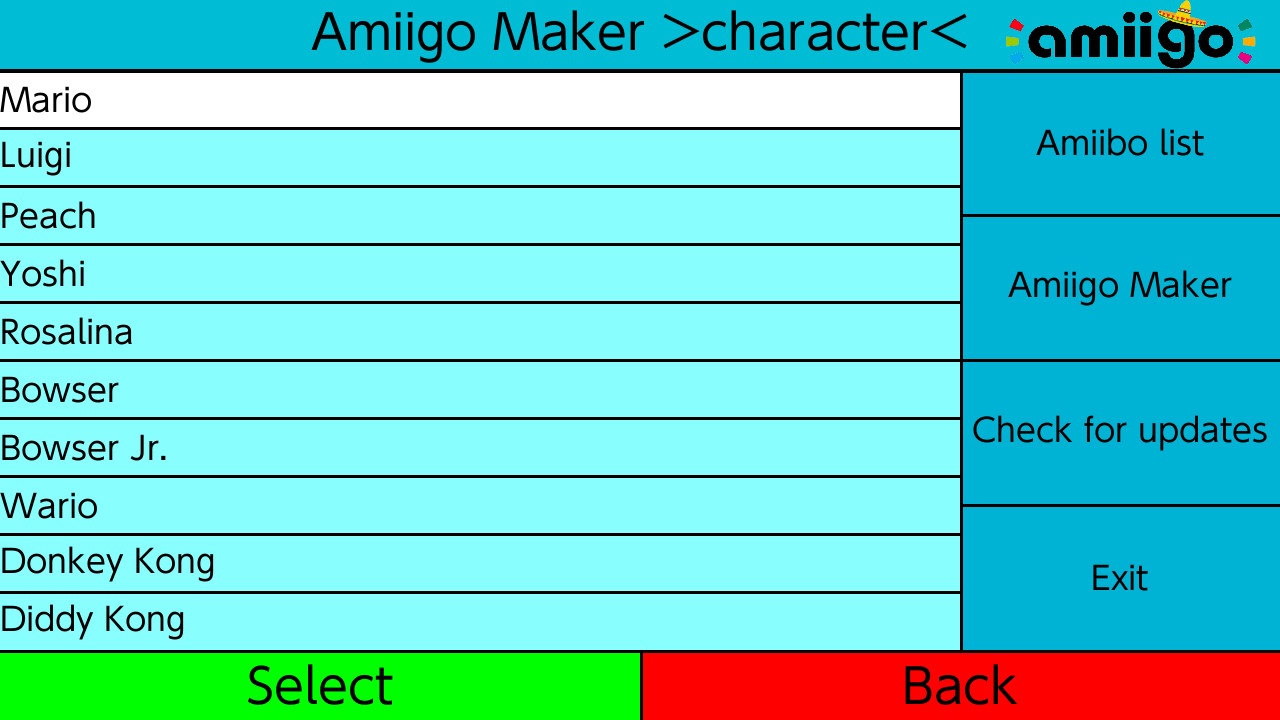 Amiigo Maker >character<
amiigo
Mario
Luigi
Peach
Yoshi
Rosalina
Bowser
Bowser Jr.
Wario
Donkey Kong
Diddy Kong
Amiibo list
Amiigo Maker
Check for updates
Exit
Select
Back